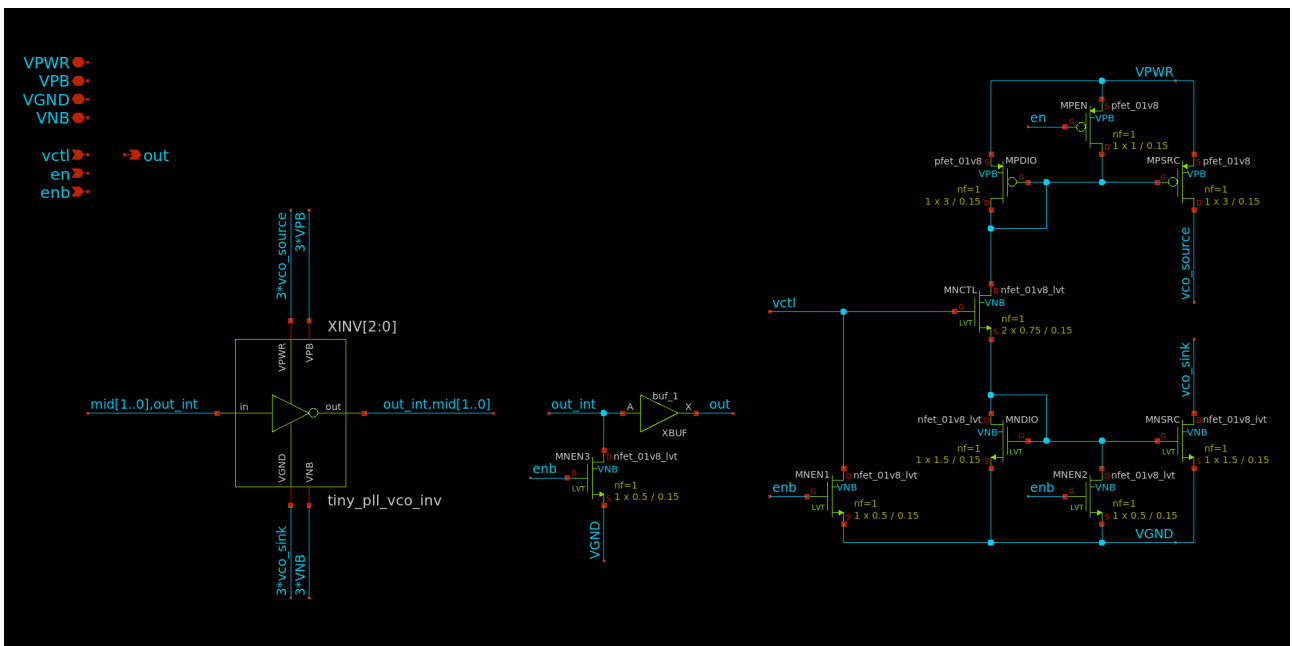 VPWR
VPB
VGND
VNB
vctl
en
enb
out
3*vco_source
3*VPB
XINV[2:0]
VPWR
VPB
mid[1..0],out_int
in
out
out_int,mid[1..0]
VGND
VNB
tiny_pll_vco_inv
3*vco_sink
3*VNB
out_int
A
buf_1
X
out
XBUF
MNEN3
D
nfet_01v8_lvt
enb
G
VNB
LVT
nf=1
S
1 x 0.5 / 0.15
VGND
VPWR
MPEN
S
pfet_01v8
en
G
VPB
nf=1
D
1 x 1 / 0.15
pfet_01v8
S
MPDIO
VPB
G
nf=1
1 x 3 / 0.15
D
MPSRC
S
pfet_01v8
G
VPB
nf=1
D
1 x 3 / 0.15
vco_source
MNCTL
D
nfet_01v8_lvt
vctl
G
VNB
LVT
nf=1
S
2 x 0.75 / 0.15
vco_sink
nfet_01v8_lvt
D
MNDIO
VNB
G
LVT
nf=1
1 x 1.5 / 0.15
S
MNSRC
D
nfet_01v8_lvt
G
VNB
LVT
nf=1
S
1 x 1.5 / 0.15
MNEN1
D
nfet_01v8_lvt
enb
G
VNB
LVT
nf=1
S
1 x 0.5 / 0.15
MNEN2
D
nfet_01v8_lvt
enb
G
VNB
LVT
nf=1
S
1 x 0.5 / 0.15
VGND